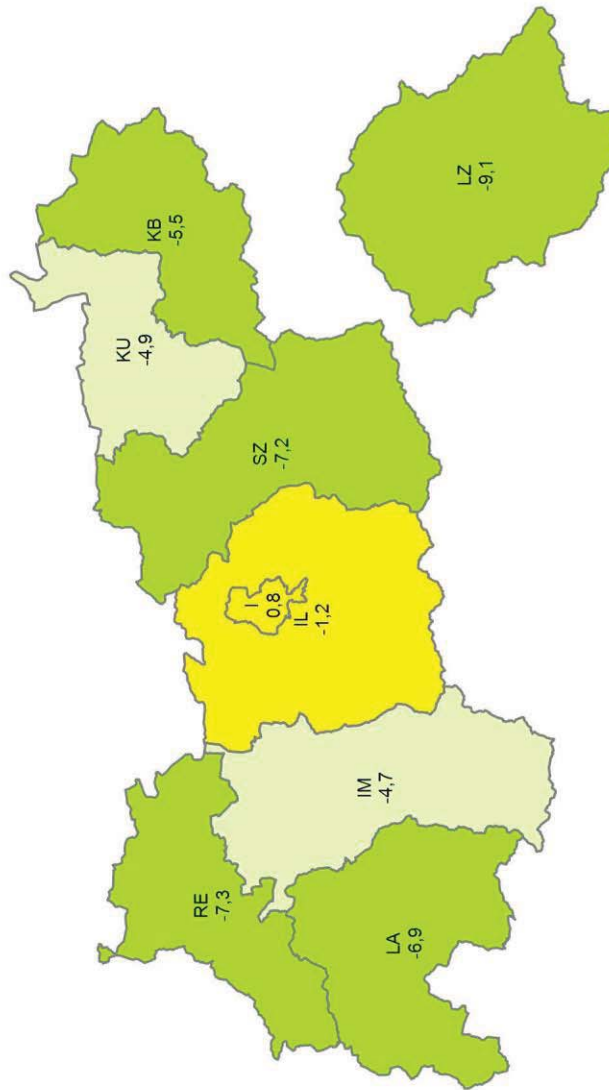 RE
-7,3
LA
-6,9
IM
-4,7
I
0,8
IL
-1,2
SZ
-7,2
KU
-4,9
KB
-5,5
LZ
-9,1